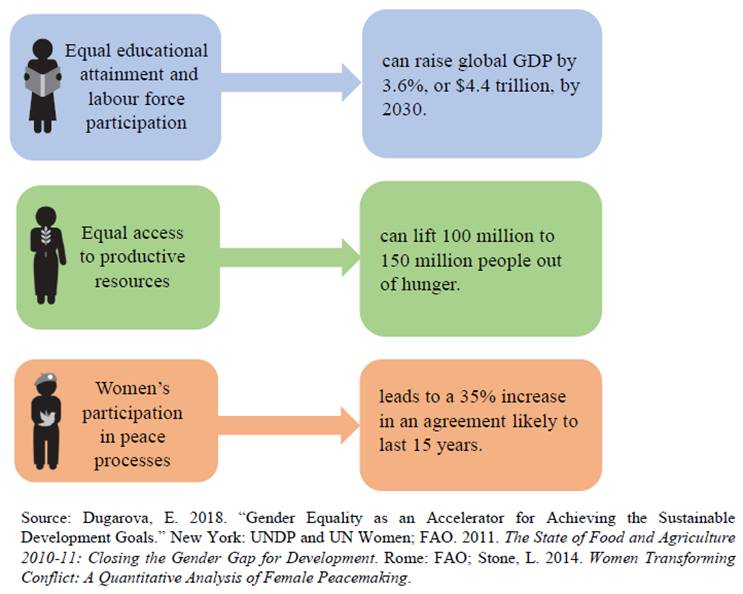 Equal educational
attainment and
labour force
participation
can raise global GDP by
3.6%, or $4.4 trillion, by
2030.
Equal access
to productive
resources
can lift 100 million to
150 million people out
of hunger.
Women’s
participation
in peace
processes
leads to a 35% increase
in an agreement likely to
last 15 years.
Source: Dugarova, E. 2018. “Gender Equality as an Accelerator for Achieving the Sustainable
Development Goals.” New York: UNDP and UN Women; FAO. 2011. The State of Food and Agriculture
2010-11: Closing the Gender Gap for Development. Rome: FAO; Stone, L. 2014. Women Transforming
Conflict: A Quantitative Analysis of Female Peacemaking.